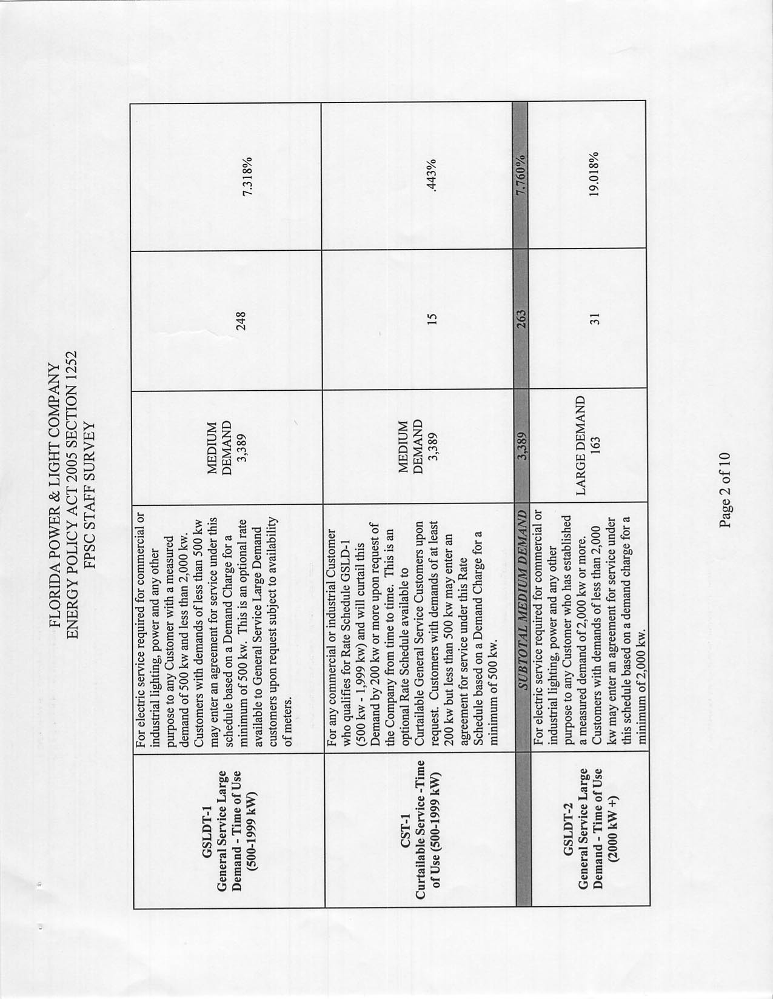 FLORIDA POWER & LIGHT COMPANY
ENERGY POLICY ACT 2005 SECTION 1252
FPSC STAFF SURVEY
GSLDT-1
General Service Large
Demand - Time of Use
(500-1999 kW)
For electric service required for commercial or
industrial lighting, power and any other
purpose to any Customer with a measured
demand of 500 kw and less than 2,000 kw.
Customers with demands of less than 500 kw
may enter an agreement for service under this
schedule based on a Demand Charge for a
minimum of 500 kw. This is an optional rate
available to General Service Large Demand
customers upon request subject to availability
of meters.
MEDIUM
DEMAND
3,389
248
7.318%
CST-1
Curtailable Service -Time
of Use (500-1999 kW)
For any commercial or industrial Customer
who qualifies for Rate Schedule GSLD-1
(500 kw - 1,999 kw) and will curtail this
Demand by 200 kw or more upon request of
the Company from time to time. This is an
optional Rate Schedule available to
Curtailable General Service Customers upon
request. Customers with demands of at least
200 kw but less than 500 kw may enter an
agreement for service under this Rate
Schedule based on a Demand Charge for a
minimum of 500 kw.
MEDIUM
DEMAND
3,389
15
.443%
SUBTOTAL MEDIUM DEMAND
3,389
263
7.760%
GSLDT-2
General Service Large
Demand - Time of Use
(2000 kW +)
For electric service required for commercial or
industrial lighting, power and any other
purpose to any Customer who has established
a measured demand of 2,000 kw or more.
Customers with demands of less than 2,000
kw may enter an agreement for service under
this schedule based on a demand charge for a
minimum of 2,000 kw.
LARGE DEMAND
163
31
19.018%
Page 2 of 10